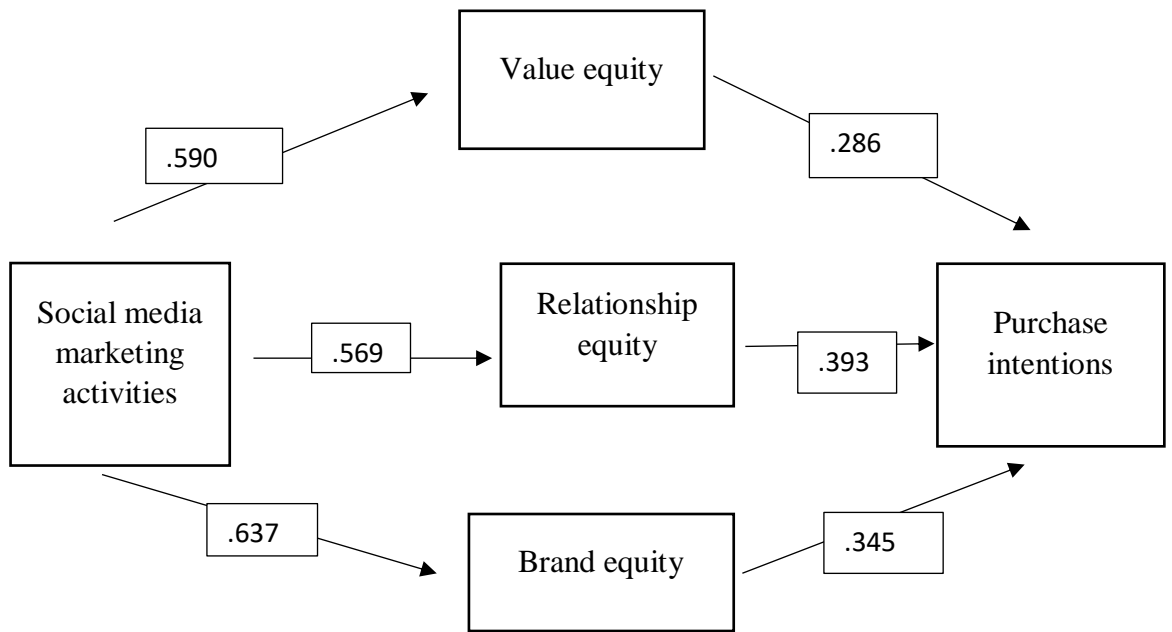 Value equity
.590
.286
Social media
marketing
activities
.569
Relationship
equity
.393
Purchase
intentions
.637
Brand equity
.345